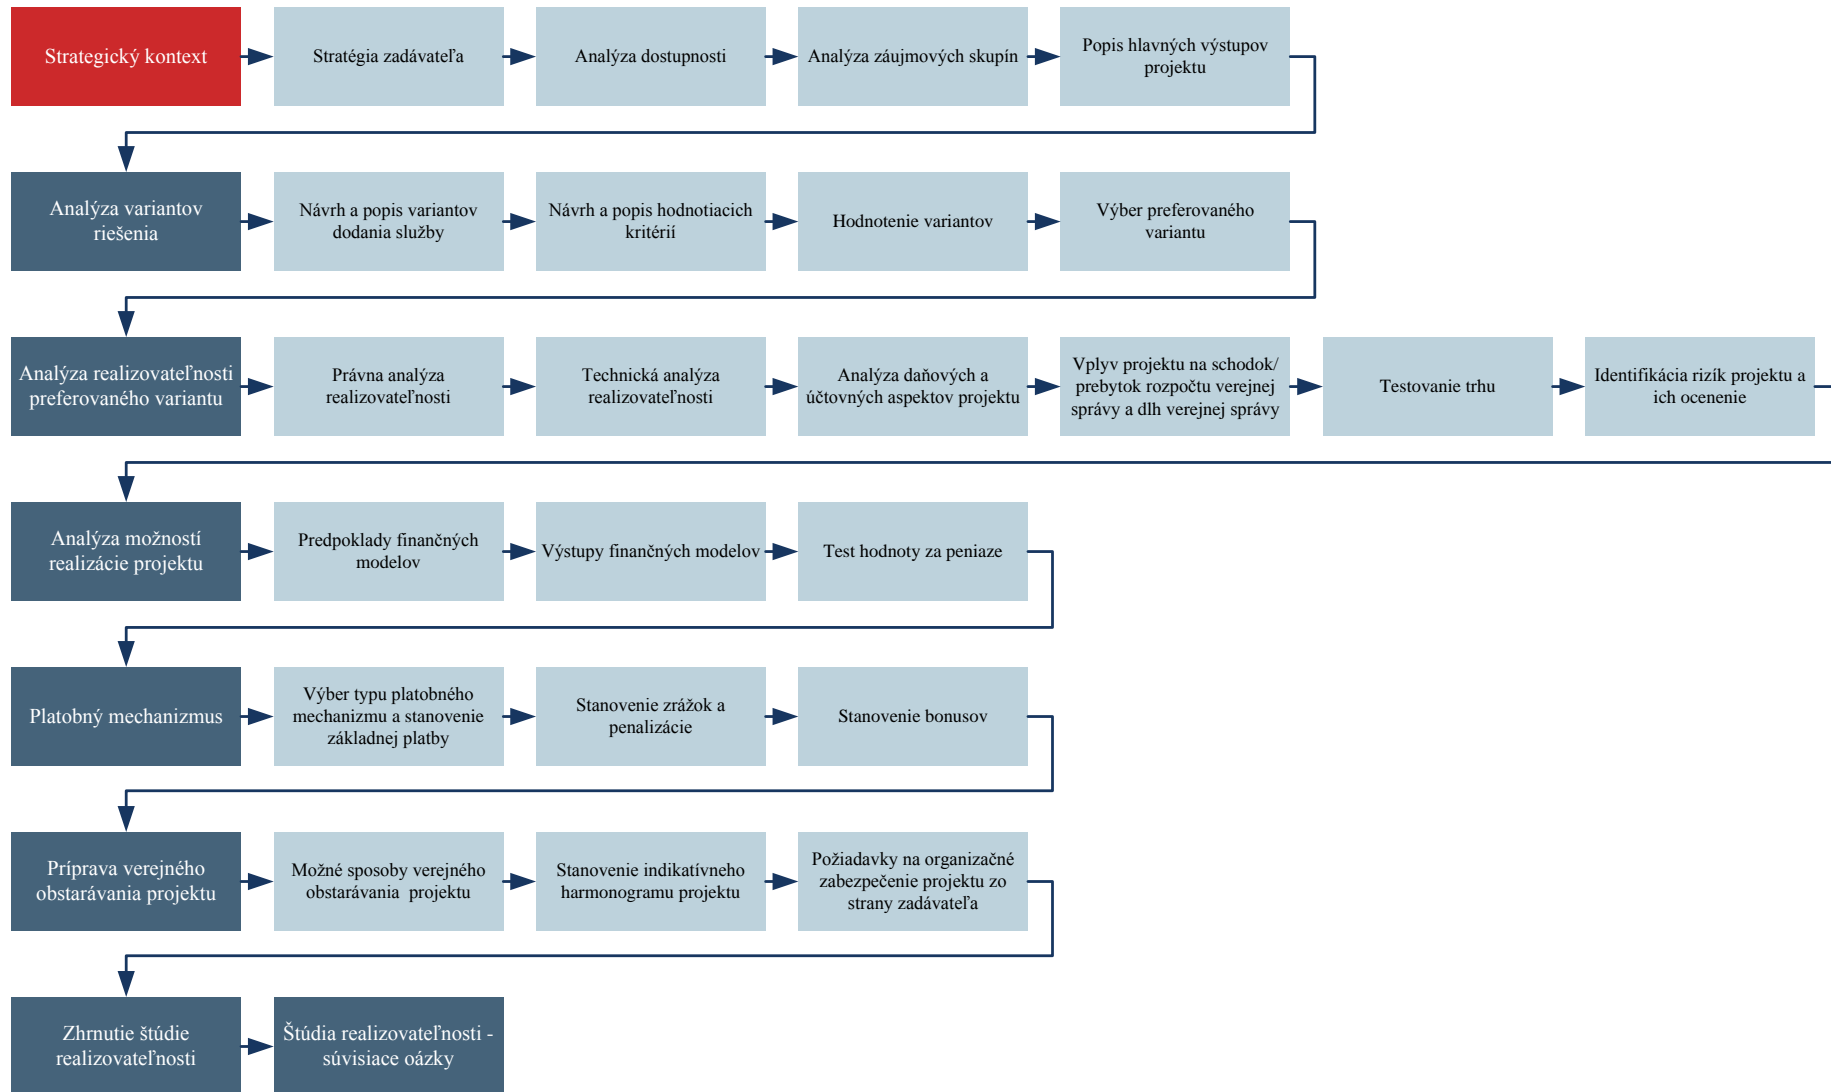 Strategický kontext
Stratégia zadávateľa
Analýza dostupnosti
Analýza záujmových skupín
Popis hlavných výstupov
projektu
Analýza variantov
riešenia
Návrh a popis variantov
dodania služby
Návrh a popis hodnotiacich
kritérií
Hodnotenie variantov
Výber preferovaného
variantu
Analýza realizovateľnosti
preferovaného variantu
Právna analýza
realizovateľnosti
Technická analýza
realizovateľnosti
Analýza daňových a
účtovných aspektov projektu
Vplyv projektu na schodok/
prebytok rozpočtu verejnej
správy a dlh verejnej správy
Testovanie trhu
Identifikácia rizík projektu a
ich ocenenie
Analýza možností
realizácie projektu
Predpoklady finančných
modelov
Výstupy finančných modelov
Test hodnoty za peniaze
Platobný mechanizmus
Výber typu platobného
mechanizmu a stanovenie
základnej platby
Stanovenie zrážok a
penalizácie
Stanovenie bonusov
Príprava verejného
obstarávania projektu
Možné sposoby verejného
obstarávania  projektu
Stanovenie indikatívneho
harmonogramu projektu
Požiadavky na organizačné
zabezpečenie projektu zo
strany zadávateľa
Zhrnutie štúdie
realizovateľnosti
Štúdia realizovateľnosti -
súvisiace oázky